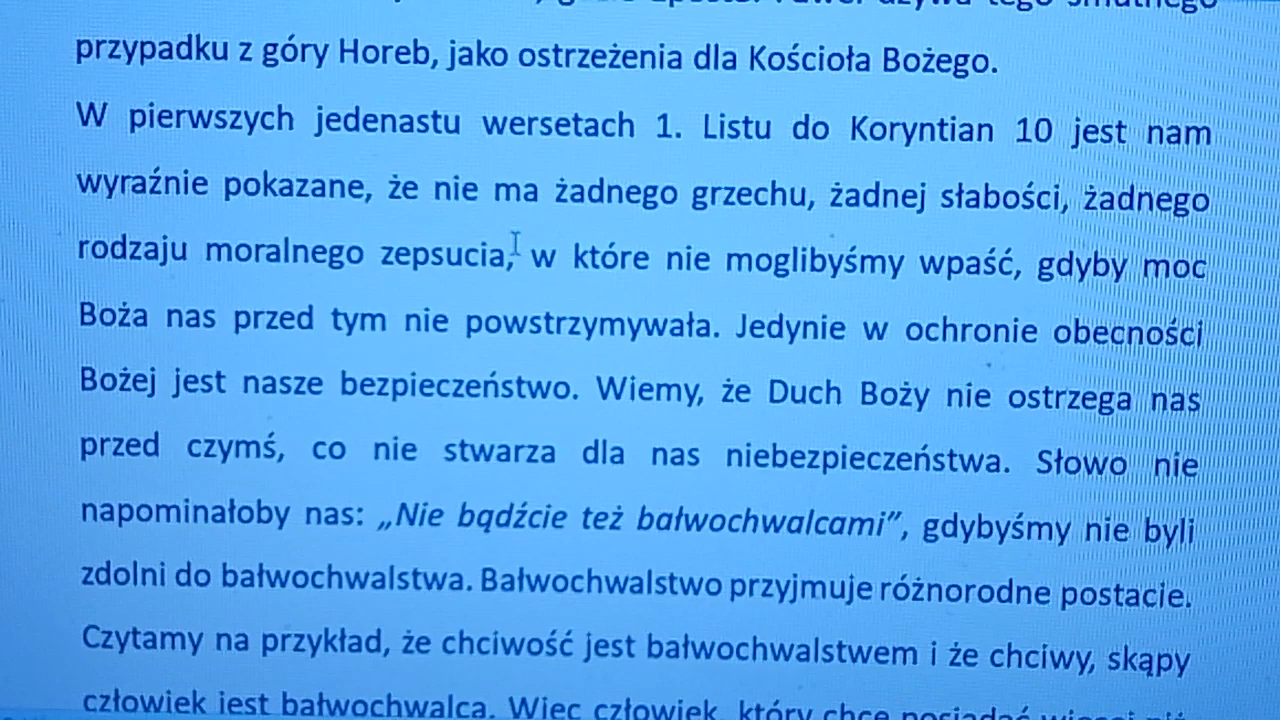 przypadku z góry Horeb, jako ostrzeżenia dla Kościoła Bożego.
W pierwszych jedenastu wersetach 1. Listu do Koryntian 10 jest nam
wyraźnie pokazane, że nie ma żadnego grzechu, żadnej słabości, żadnego
rodzaju moralnego zepsucia, w które nie moglibyśmy wpaść, gdyby moc
Boża nas przed tym nie powstrzymywała. Jedynie w ochronie obecności
Bożej jest nasze bezpieczeństwo. Wiemy, że Duch Boży nie ostrzega nas
przed czymś, co nie stwarza dla nas niebezpieczeństwa. Słowo nie
napominałoby nas: „Nie bądźcie też bałwochwalcami”, gdybyśmy nie byli
zdolni do bałwochwalstwa. Bałwochwalstwo przyjmuje różnorodne postacie.
Czytamy na przykład, że chciwość jest bałwochwalstwem i że chciwy, skąpy
człowiek jest bałwochwalcą. Więc człowiek, który chce posiadać więcej